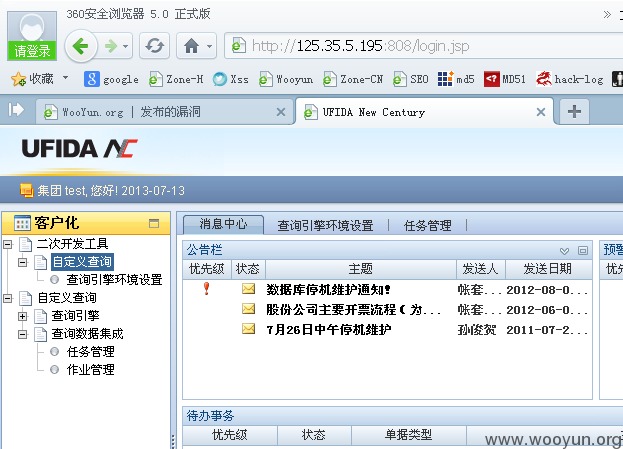 360安全浏览器 5.0 正式版
»
请登录
http://125.35.5.195:808/login.jsp
收藏 google Zone-H Xss Wooyun Zone-CN SEO md5 MD51 hack-log
WooYun.org | 发布的漏洞 UFIDA New Century
UFIDA NC
集团 test, 您好! 2013-07-13
客户化
二次开发工具
自定义查询
查询引擎环境设置
自定义查询
查询引擎
查询数据集成
任务管理
作业管理
消息中心 查询引擎环境设置 任务管理
公告栏 预警
优先级 状态 主题 发送人 发送日期 优先
数据库停机维护通知! 帐套... 2012-08-0...
股份公司主要开票流程(为... 帐套... 2012-06-0...
7月26日中午停机维护 孙俊贺 2011-07-2...
待办事务
优先级 状态 单据类型
www.wooyun.org